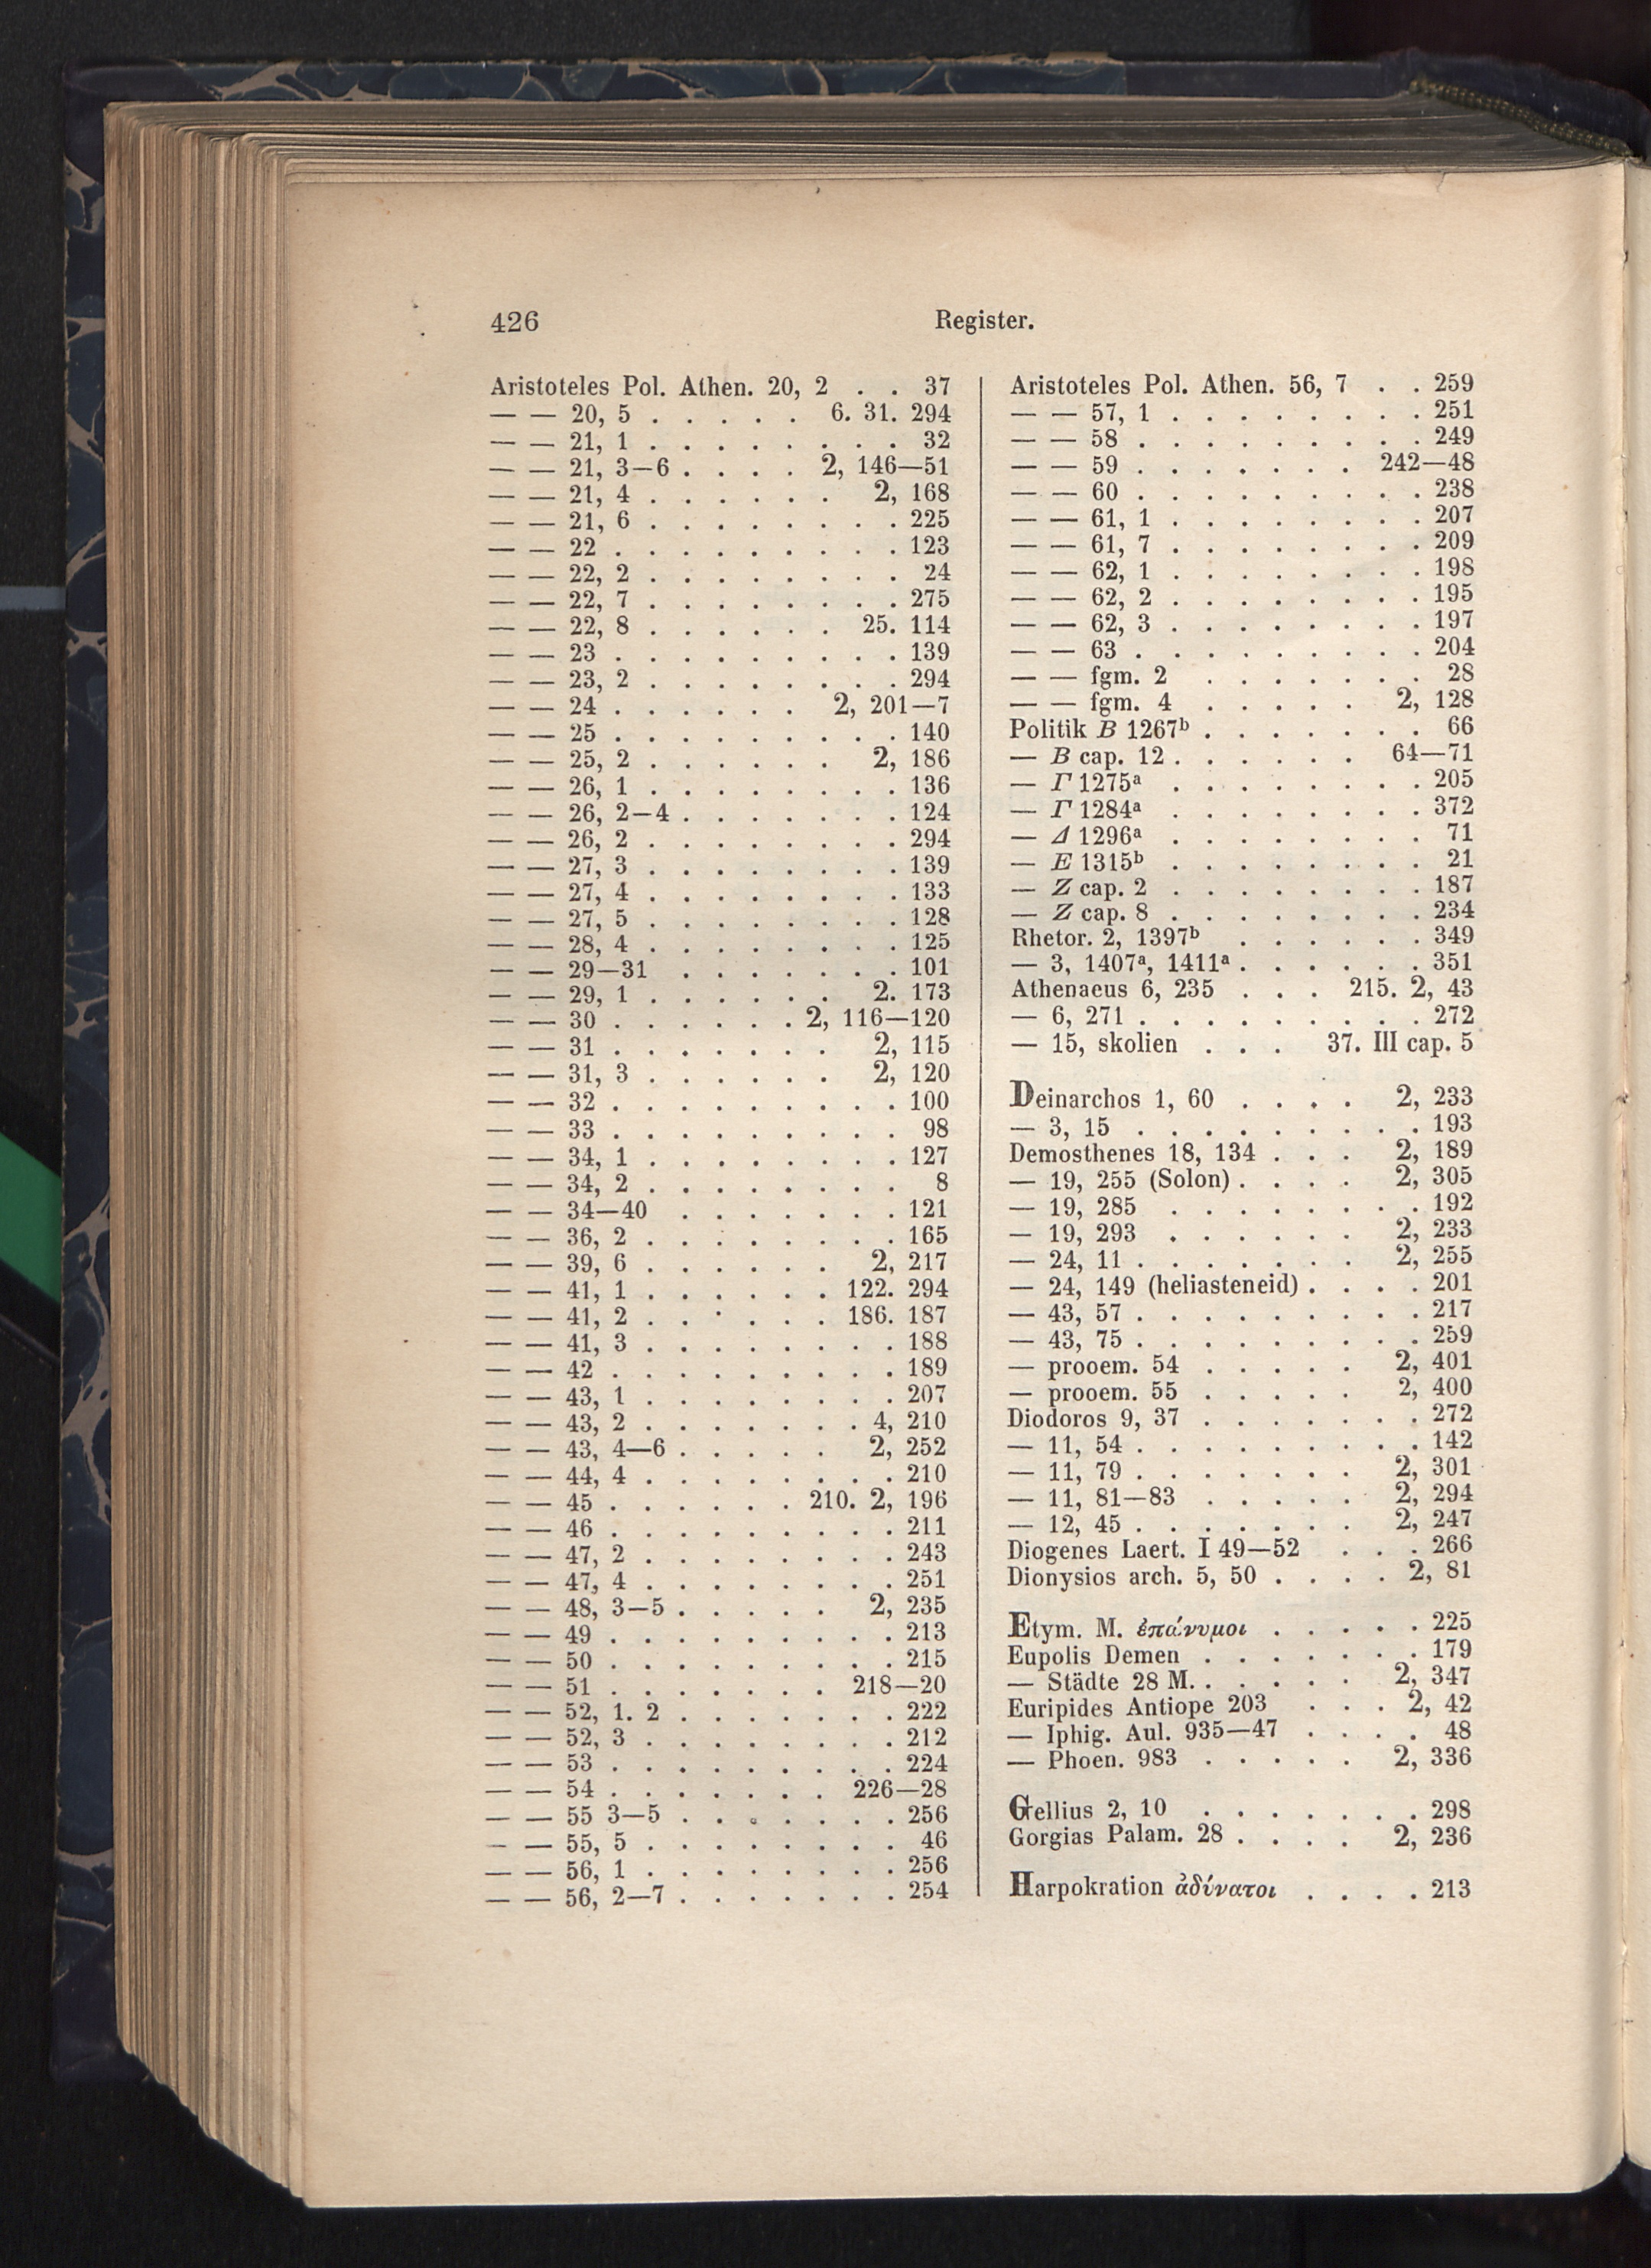 426 Register.
Aristoteles Pol. Athen. 20, 2 . . 37
— — 20, 5 . . . . . 6. 31. 294
— — 21, 1 . . . . . . . . 32
— — 21, 3—6 . . . . 2, 146—51
— — 21, 4 . . . . . . 2, 168
— — 21, 6 . . . . . . . . 225
— — 22 . . . . . . . . . 123
— — 22, 2 . . . . . . . . 24
— — 22, 7 . . . . . . . . 275
— — 22, 8 . . . . . . 25. 114
— — 23 . . . . . . . . . 139
— — 23, 2 . . . . . . . . 294
— — 24 . . . . . . 2, 201—7
— — 25 . . . . . . . . . 140
— — 25, 2 . . . . . . 2, 186
— — 26, 1 . . . . . . . . 136
— — 26, 2—4 . . . . . . . 124
— — 26, 2 . . . . . . . . 294
— — 27, 3 . . . . . . . . 139
— — 27, 4 . . . . . . . . 133
— — 27, 5 . . . . . . . . 128
— — 28, 4 . . . . . . . . 125
— — 29—31 . . . . . . . 101
— — 29, 1 . . . . . . 2. 173
— — 30 . . . . . . 2, 116—120
— — 31 . . . . . . . 2, 115
— — 31, 3 . . . . . . 2, 120
— — 32 . . . . . . . . . 100
— — 33 . . . . . . . . . 98
— — 34, 1 . . . . . . . . 127
— — 34, 2 . . . . . . . . 8
— — 34—40 . . . . . . . 121
— — 36, 2 . . . . . . . . 165
— — 39, 6 . . . . . . 2, 217
— — 41, 1 . . . . . . 122. 294
— — 41, 2 . . . . . . 186. 187
— — 41, 3 . . . . . . . . 188
— — 42 . . . . . . . . . 189
— — 43, 1 . . . . . . . . 207
— — 43, 2 . . . . . . . 4, 210
— — 43, 4—6 . . . . . 2, 252
— — 44, 4 . . . . . . . . 210
— — 45 . . . . . . 210. 2, 196
— — 46 . . . . . . . . . 211
— — 47, 2 . . . . . . . . 243
— — 47, 4 . . . . . . . . 251
— — 48, 3—5 . . . . . 2, 235
— — 49 . . . . . . . . . 213
— — 50 . . . . . . . . . 215
— — 51 . . . . . . . 218—20
— — 52, 1. 2 . . . . . . . 222
— — 52, 3 . . . . . . . . 212
— — 53 . . . . . . . . . 224
— — 54 . . . . . . . 226—28
— — 55 3—5 . . . . . . . 256
— — 55, 5 . . . . . . . . 46
— — 56, 1 . . . . . . . . 256
— — 56, 2—7 . . . . . . . 254
Aristoteles Pol. Athen. 56, 7 . . 259
— — 57, 1 . . . . . . . . 251
— — 58 . . . . . . . . . 249
— — 59 . . . . . . . 242—48
— — 60 . . . . . . . . . 238
— — 61, 1 . . . . . . . . 207
— — 61, 7 . . . . . . . . 209
— — 62, 1 . . . . . . . . 198
— — 62, 2 . . . . . . . . 195
— — 62, 3 . . . . . . . . 197
— — 63 . . . . . . . . . 204
— — fgm. 2 . . . . . . . 28
— — fgm. 4 . . . . . 2, 128
Politik B 1267ᵇ . . . . . . . 66
— B cap. 12 . . . . . . 64—71
— Γ 1275ᵃ . . . . . . . . 205
— Γ 1284ᵃ . . . . . . . . 372
— Δ 1296ᵃ . . . . . . . . 71
— E 1315ᵇ . . . . . . . . 21
— Z cap. 2 . . . . . . . . 187
— Z cap. 8 . . . . . . . . 234
Rhetor. 2, 1397ᵇ . . . . . . 349
— 3, 1407ᵃ, 1411ᵃ . . . . . . 351
Athenaeus 6, 235 . . . 215. 2, 43
— 6, 271 . . . . . . . . . 272
— 15, skolien . . . 37. III cap. 5
Deinarchos 1, 60 . . . . 2, 233
— 3, 15 . . . . . . . . . 193
Demosthenes 18, 134 . . . 2, 189
— 19, 255 (Solon) . . . . 2, 305
— 19, 285 . . . . . . . . 192
— 19, 293 . . . . . . 2, 233
— 24, 11 . . . . . . . 2, 255
— 24, 149 (heliasteneid) . . . . 201
— 43, 57 . . . . . . . . . 217
— 43, 75 . . . . . . . . . 259
— prooem. 54 . . . . . 2, 401
— prooem. 55 . . . . . 2, 400
Diodoros 9, 37 . . . . . . . 272
— 11, 54 . . . . . . . . . 142
— 11, 79 . . . . . . . 2, 301
— 11, 81—83 . . . . . 2, 294
— 12, 45 . . . . . . . 2, 247
Diogenes Laert. I 49—52 . . . 266
Dionysios arch. 5, 50 . . . . 2, 81
Etym. M. ἐπώνυμοι . . . . . 225
Eupolis Demen . . . . . . . 179
— Städte 28 M. . . . . . 2, 347
Euripides Antiope 203 . . . 2, 42
— Iphig. Aul. 935—47 . . . . 48
— Phoen. 983 . . . . . 2, 336
Gellius 2, 10 . . . . . . . 298
Gorgias Palam. 28 . . . . 2, 236
Harpokration ἀδύνατοι . . . . 213